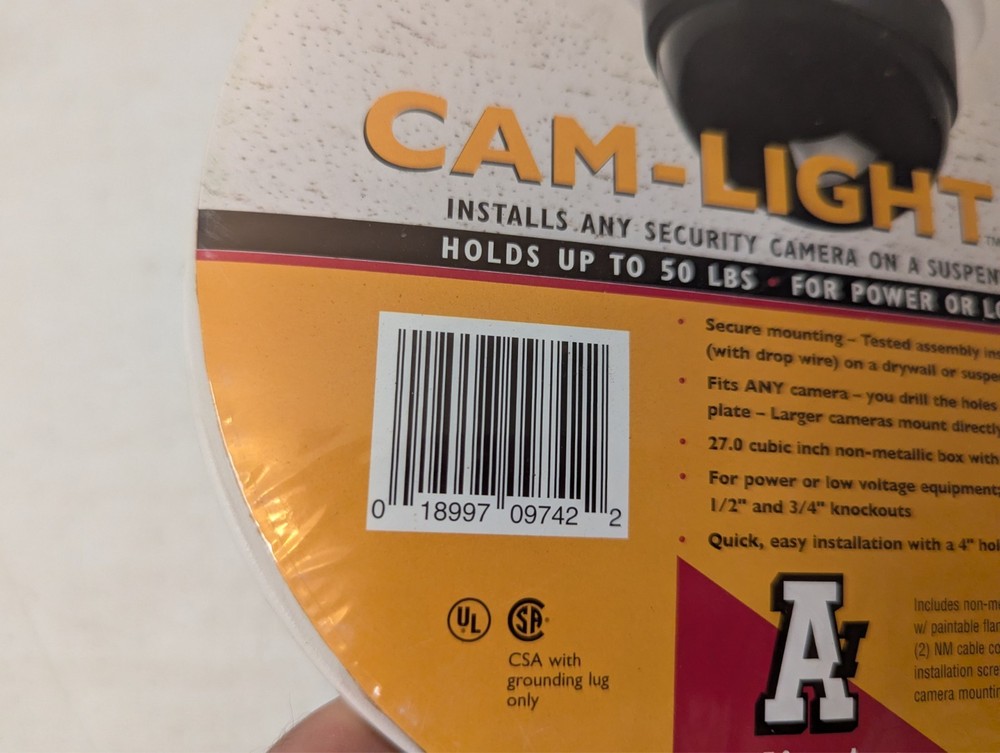 CAM-LIGHT
INSTALLS ANY SECURITY CAMERA ON A SUSPEN
HOLDS UP TO 50 LBS • FOR POWER OR LO
• Secure mounting – Tested assembly ins
(with drop wire) on a drywall or suspe
• Fits ANY camera – you drill the holes
plate – Larger cameras mount directly
• 27.0 cubic inch non-metallic box with
• For power or low voltage equipment
1/2" and 3/4" knockouts
• Quick, easy installation with a 4" hol
0 18997 09742 2
UL
SA
CSA with
grounding lug
only
A
Includes non-me
w/ paintable flan
(2) NM cable co
installation scre
camera mountin